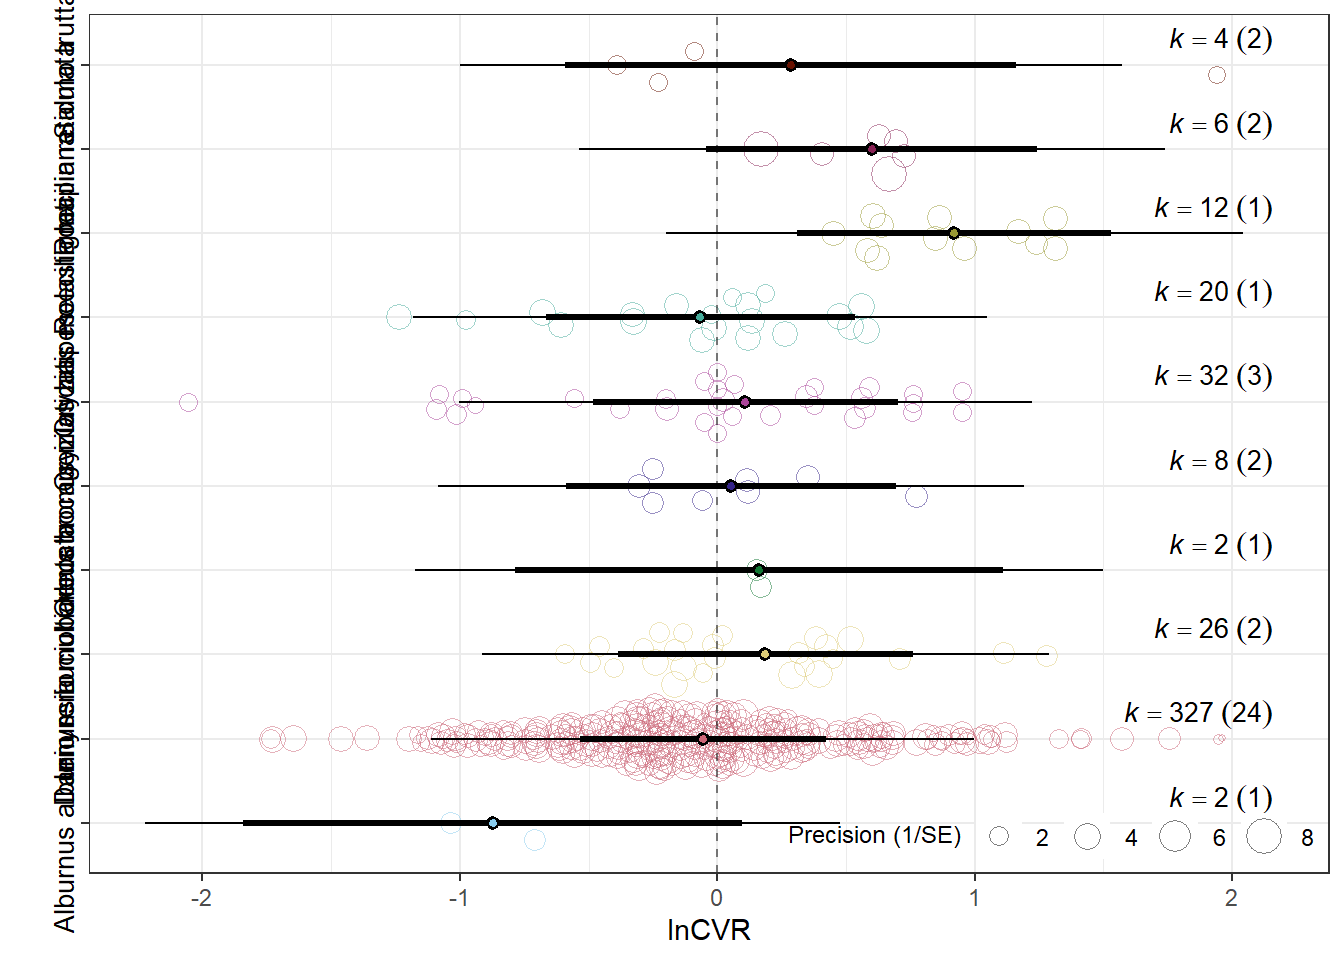 k = 4 (2)
k = 6 (2)
k = 12 (1)
k = 20 (1)
k = 32 (3)
k = 8 (2)
k = 2 (1)
k = 26 (2)
k = 327 (24)
k = 2 (1)
Precision (1/SE) 2 4 6 8
-2 -1 0 1 2
lnCVR
Alburnus
trutta